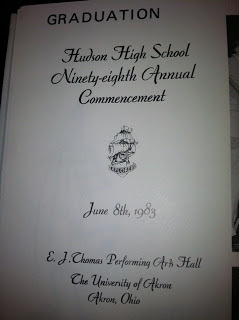 GRADUATION
Hudson High School
Ninety-eighth Annual
Commencement
EXPLORERS
June 8th, 1983
E. J. Thomas Performing Arts Hall
The University of Akron
Akron, Ohio